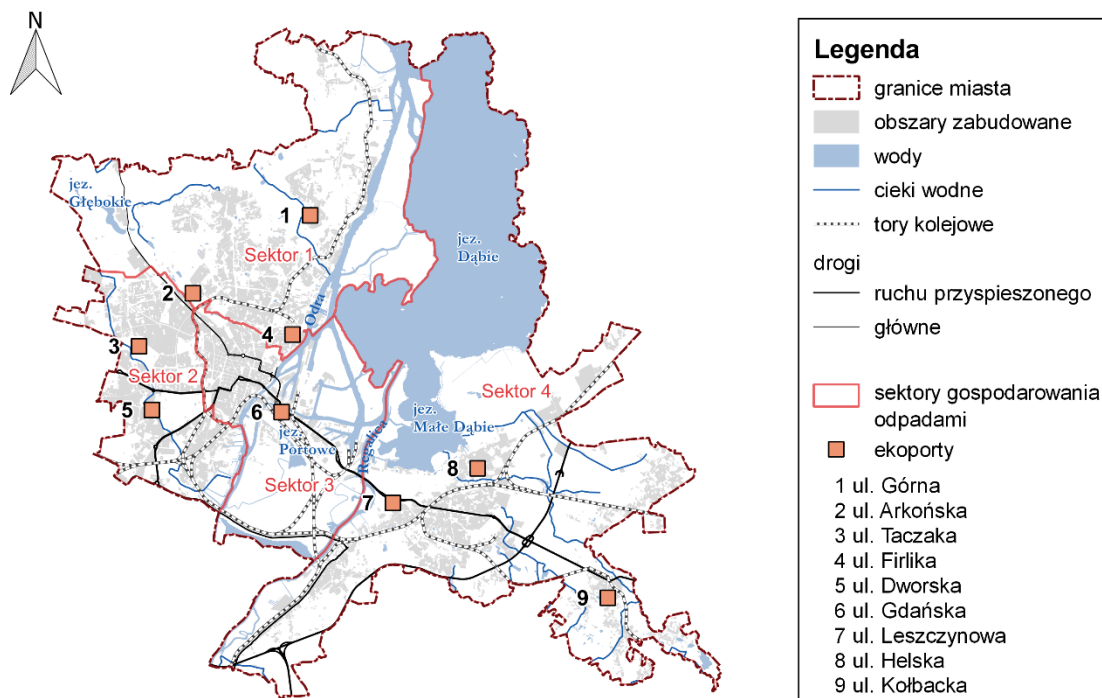 N
jez.
Głębokie
1
Sektor 1
jez.
Dąbie
2
Odra
4
3
Sektor 2
Sektor 4
5
6
jez.
Portowe
jez.
Małe Dąbie
Regalica
8
Sektor 3
7
9
Legenda
granice miasta
obszary zabudowane
wody
cieki wodne
tory kolejowe
drogi
ruchu przyspieszonego
główne
sektory gospodarowania
odpadami
ekoporty
1 ul. Górna
2 ul. Arkońska
3 ul. Taczaka
4 ul. Firlika
5 ul. Dworska
6 ul. Gdańska
7 ul. Leszczynowa
8 ul. Helska
9 ul. Kołbacka